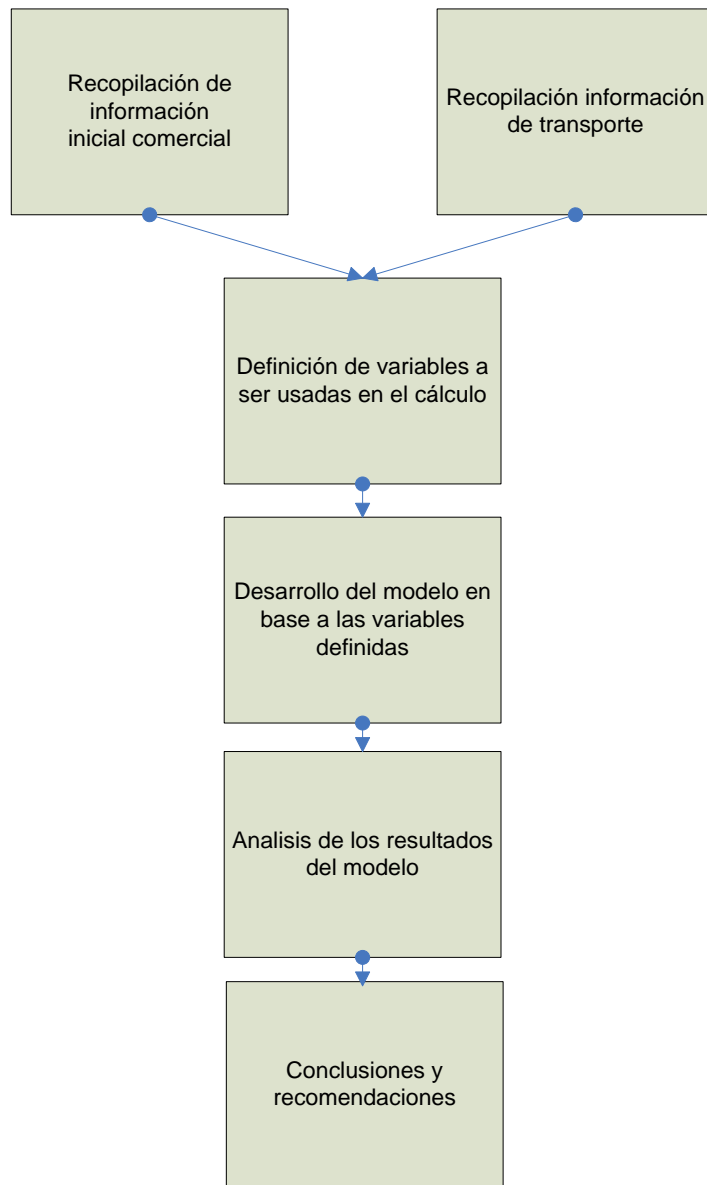 Recopilación de
información
inicial comercial
Recopilación información
de transporte
Definición de variables a
ser usadas en el cálculo
Desarrollo del modelo en
base a las variables
definidas
Analisis de los resultados
del modelo
Conclusiones y
recomendaciones